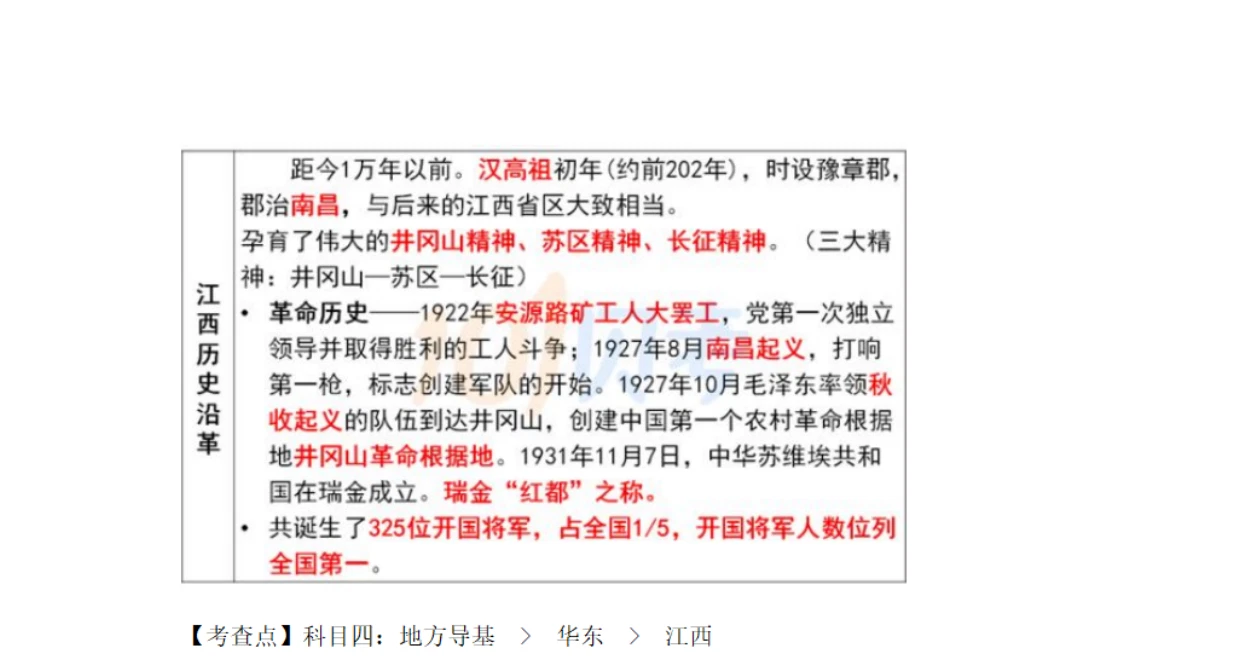 江西历史沿革
距今1万年以前。汉高祖初年(约前202年)，时设豫章郡，
郡治南昌，与后来的江西省区大致相当。
孕育了伟大的井冈山精神、苏区精神、长征精神。（三大精
神：井冈山—苏区—长征）
• 革命历史——1922年安源路矿工人大罢工，党第一次独立
领导并取得胜利的工人斗争；1927年8月南昌起义，打响
第一枪，标志创建军队的开始。1927年10月毛泽东率领秋
收起义的队伍到达井冈山，创建中国第一个农村革命根据
地井冈山革命根据地。1931年11月7日，中华苏维埃共和
国在瑞金成立。瑞金“红都”之称。
• 共诞生了325位开国将军，占全国1/5，开国将军人数位列
全国第一。
【考查点】科目四：地方导基 > 华东 > 江西